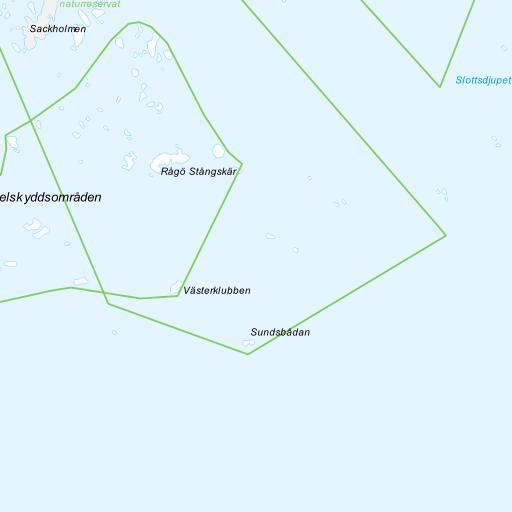 naturreservat
Sackholmen
Slottsdjupet
Rågö Stångskär
elskyddsområden
Västerklubben
Sundsbådan